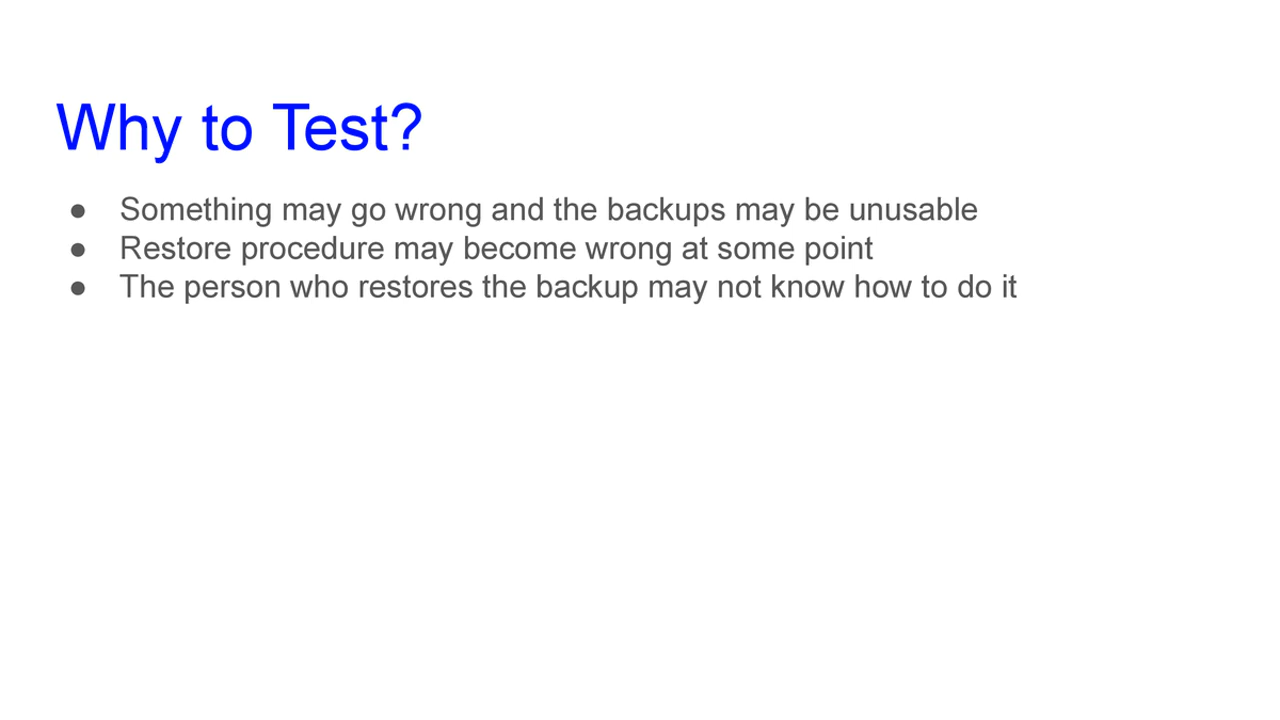 Why to Test?
● Something may go wrong and the backups may be unusable
● Restore procedure may become wrong at some point
● The person who restores the backup may not know how to do it